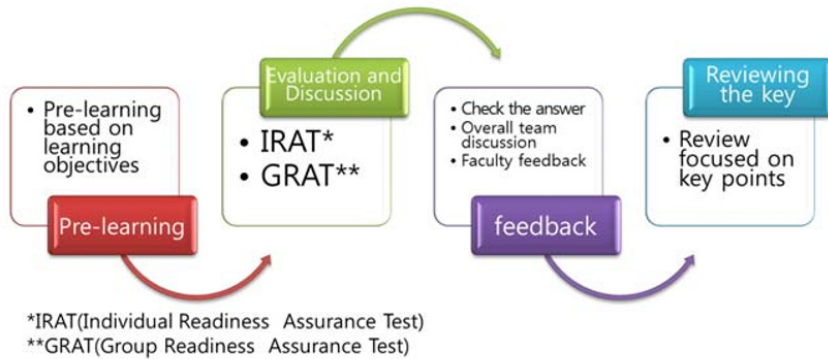 • Pre-learning
based on
learning
objectives
Pre-learning
Evaluation and
Discussion
• IRAT*
• GRAT**
• Check the answer
• Overall team
discussion
• Faculty feedback
feedback
Reviewing
the key
• Review
focused on
key points
*IRAT(Individual Readiness Assurance Test)
**GRAT(Group Readiness Assurance Test)